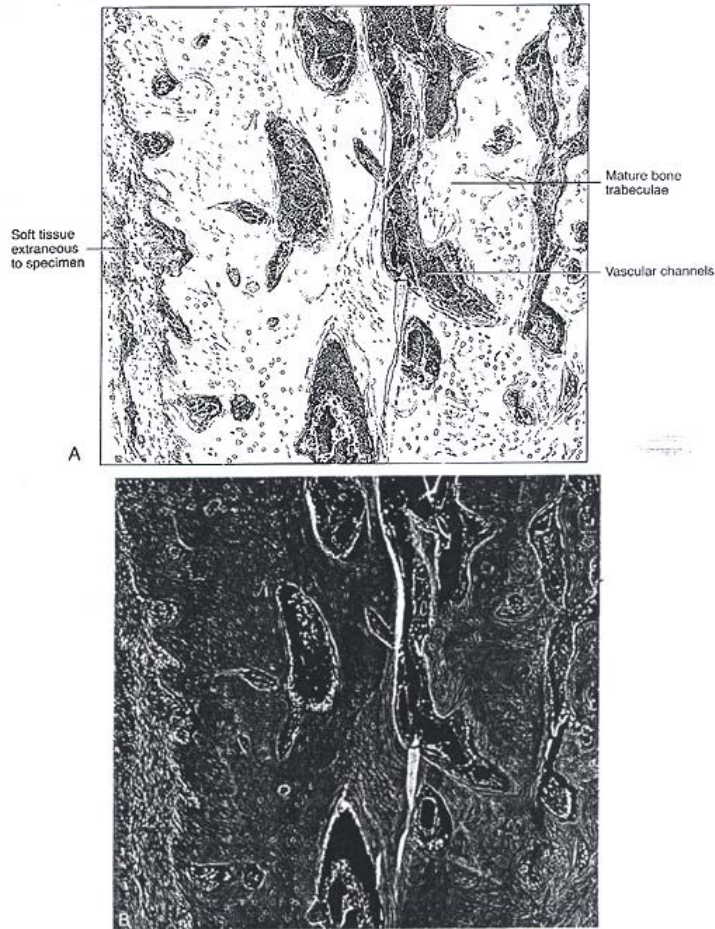 Mature bone
trabeculae
Soft tissue
extraneous
to specimen
Vascular channels
A
B